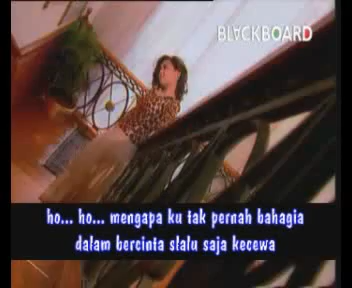 BLACKBOARD
ho... ho... mengapa ku tak pernah bahagia
dalam bercinta slalu saja kecewa